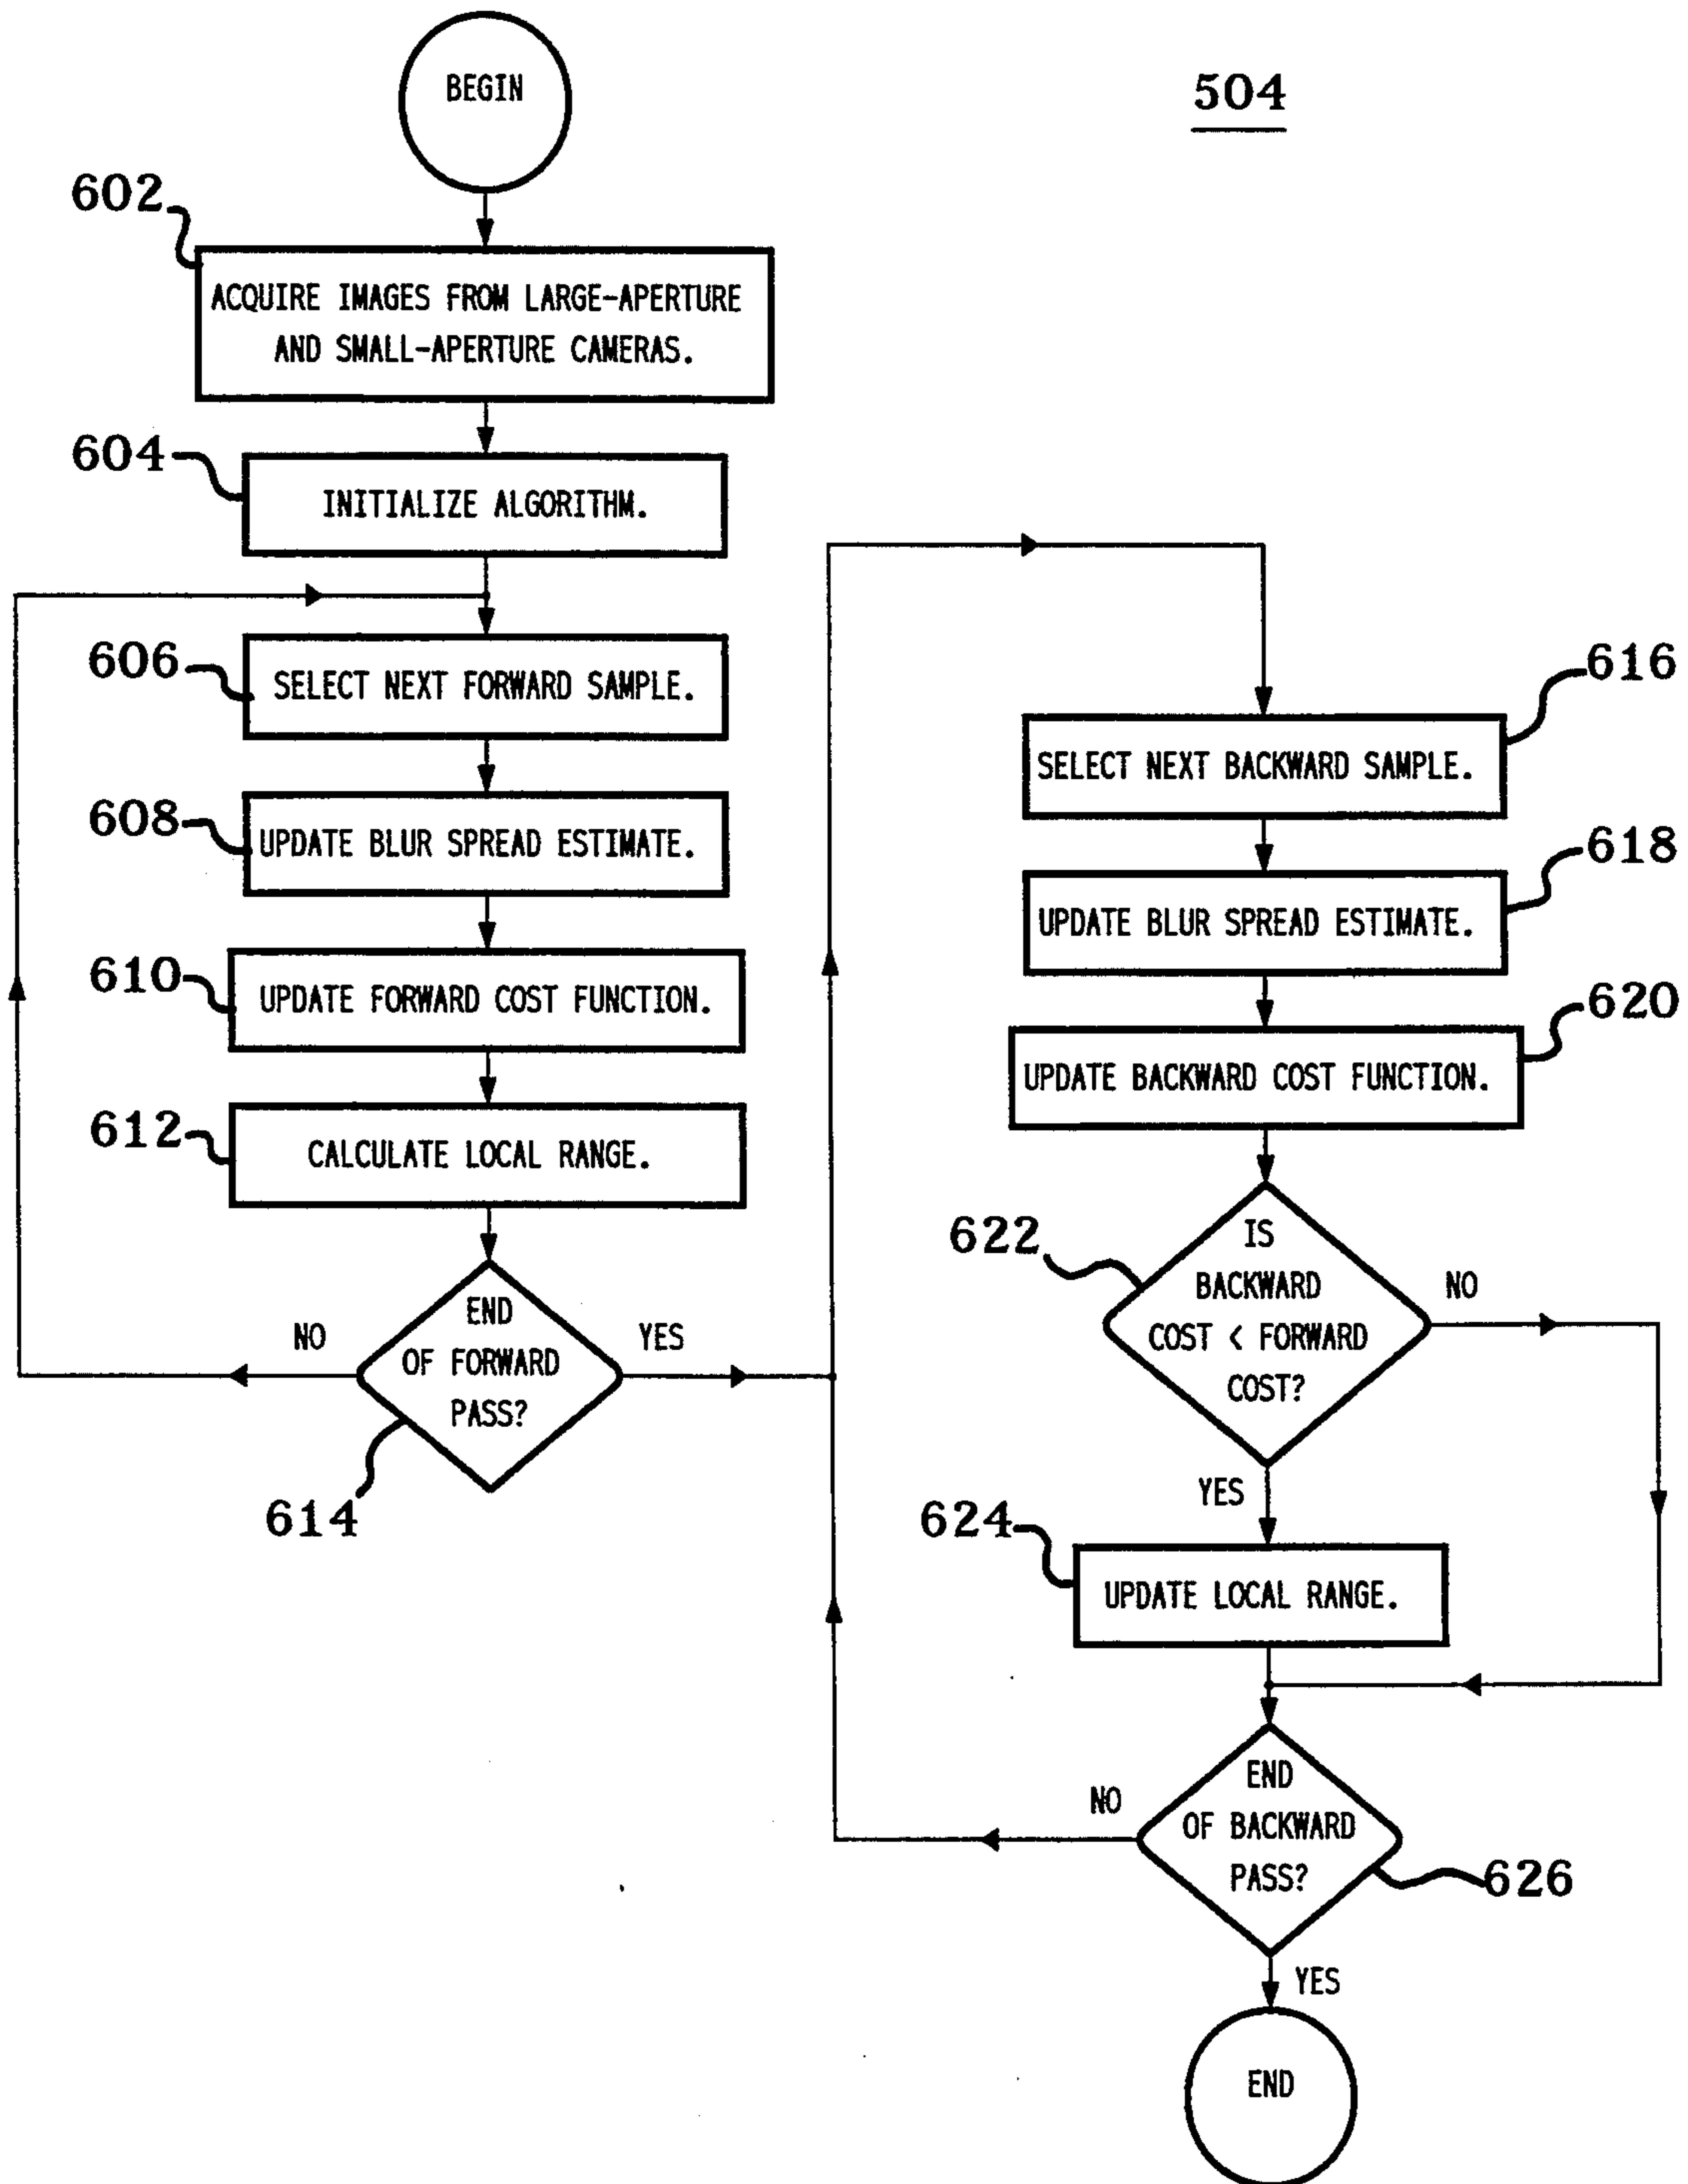 BEGIN
504
602
ACQUIRE IMAGES FROM LARGE-APERTURE
AND SMALL-APERTURE CAMERAS.
604
INITIALIZE ALGORITHM.
606
SELECT NEXT FORWARD SAMPLE.
608
UPDATE BLUR SPREAD ESTIMATE.
610
UPDATE FORWARD COST FUNCTION.
612
CALCULATE LOCAL RANGE.
END
OF FORWARD
PASS?
NO
YES
614
616
SELECT NEXT BACKWARD SAMPLE.
618
UPDATE BLUR SPREAD ESTIMATE.
620
UPDATE BACKWARD COST FUNCTION.
622
IS
BACKWARD
COST < FORWARD
COST?
NO
YES
624
UPDATE LOCAL RANGE.
END
OF BACKWARD
PASS?
NO
626
YES
END